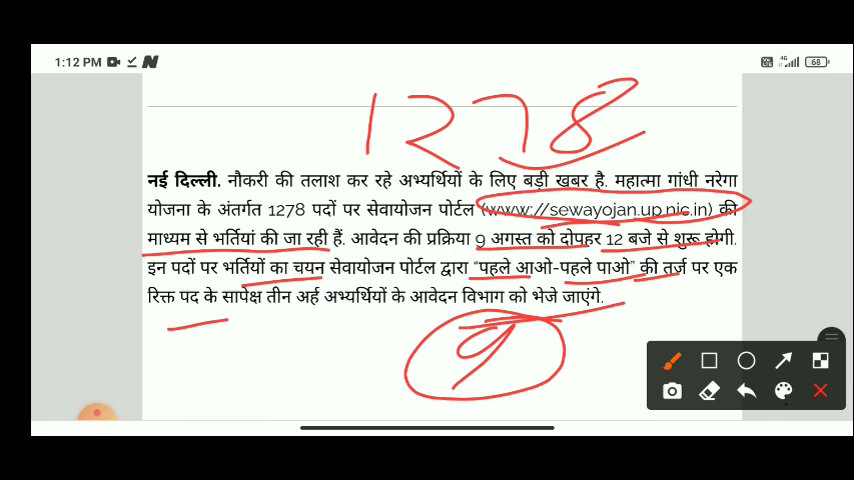 1:12 PM
4G
68
1278
नई दिल्ली. नौकरी की तलाश कर रहे अभ्यर्थियों के लिए बड़ी खबर है. महात्मा गांधी नरेगा
योजना के अंतर्गत 1278 पदों पर सेवायोजन पोर्टल (www://sewayojan.up.nic.in) की
माध्यम से भर्तियां की जा रही हैं. आवेदन की प्रक्रिया 9 अगस्त को दोपहर 12 बजे से शुरू होगी.
इन पदों पर भर्तियों का चयन सेवायोजन पोर्टल द्वारा "पहले आओ-पहले पाओ" की तर्ज पर एक
रिक्त पद के सापेक्ष तीन अर्ह अभ्यर्थियों के आवेदन विभाग को भेजे जाएंगे.
9